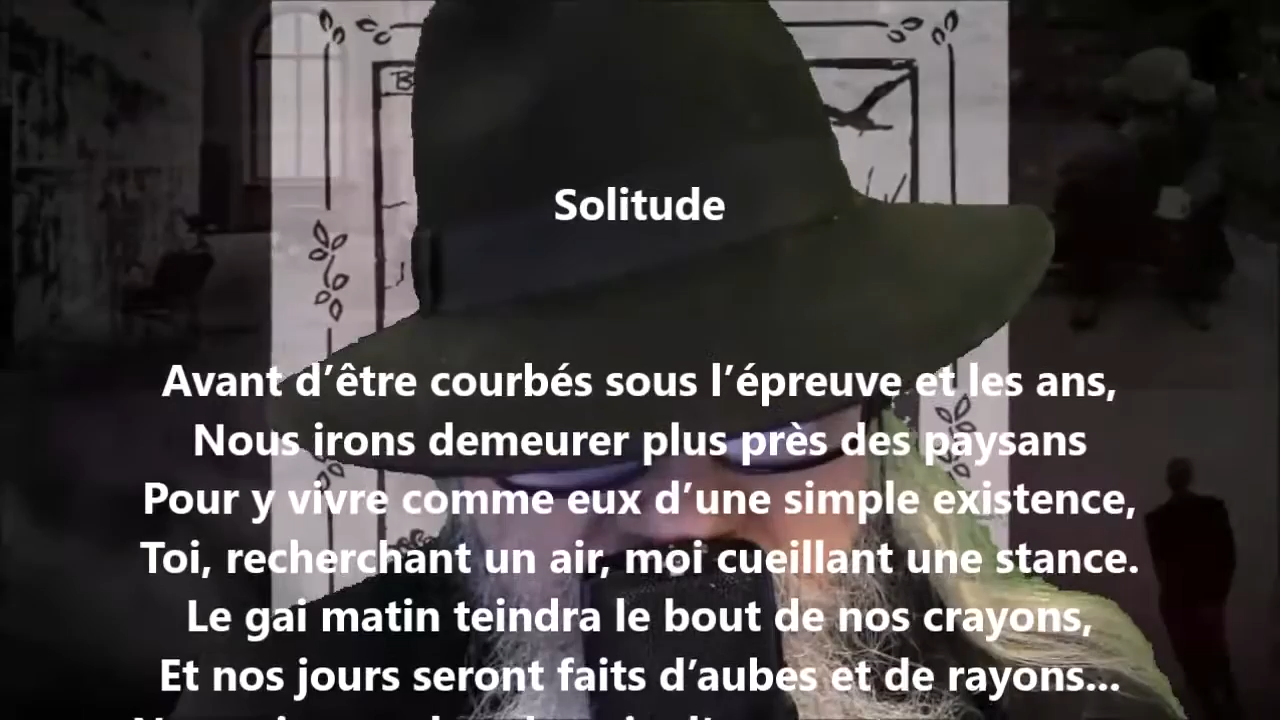 Solitude
Avant d’être courbés sous l’épreuve et les ans,
Nous irons demeurer plus près des paysans
Pour y vivre comme eux d’une simple existence,
Toi, recherchant un air, moi cueillant une stance.
Le gai matin teindra le bout de nos crayons,
Et nos jours seront faits d’aubes et de rayons...